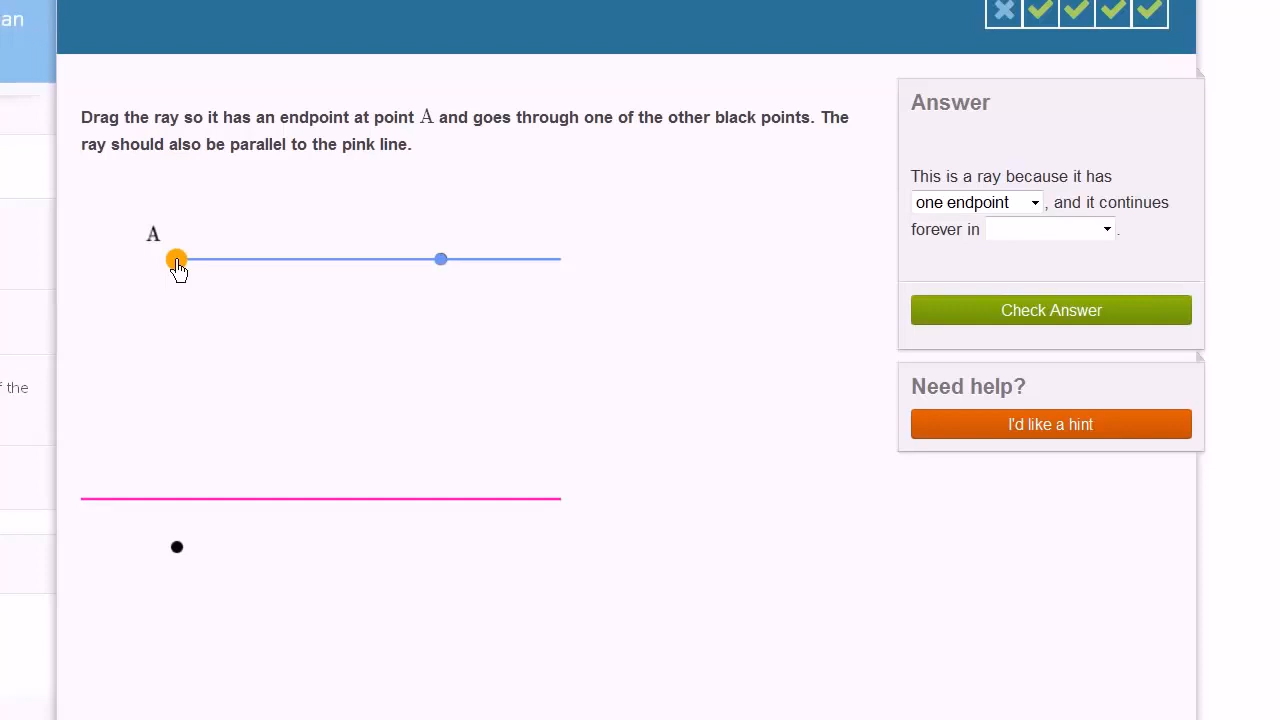 an
Drag the ray so it has an endpoint at point A and goes through one of the other black points. The
ray should also be parallel to the pink line.
A
f the
Answer
This is a ray because it has
one endpoint , and it continues
forever in .
Check Answer
Need help?
I'd like a hint